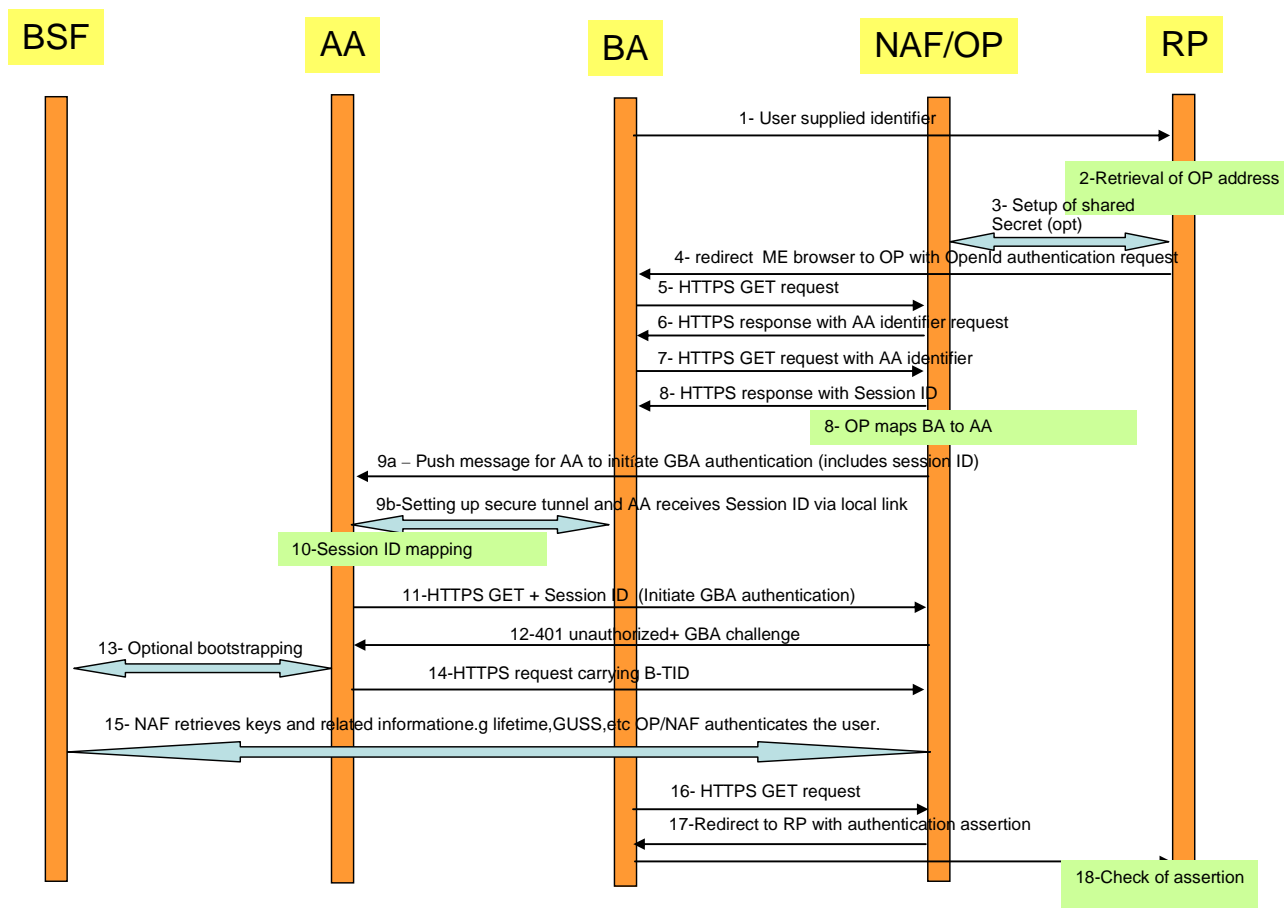 BSF
AA
BA
NAF/OP
RP
1- User supplied identifier
2-Retrieval of OP address
3- Setup of shared
Secret (opt)
4- redirect ME browser to OP with OpenId authentication request
5- HTTPS GET request
6- HTTPS response with AA identifier request
7- HTTPS GET request with AA identifier
8- HTTPS response with Session ID
8- OP maps BA to AA
9a – Push message for AA to initiate GBA authentication (includes session ID)
9b-Setting up secure tunnel and AA receives Session ID via local link
10-Session ID mapping
11-HTTPS GET + Session ID (Initiate GBA authentication)
12-401 unauthorized+ GBA challenge
13- Optional bootstrapping
14-HTTPS request carrying B-TID
15- NAF retrieves keys and related informatione.g lifetime,GUSS,etc OP/NAF authenticates the user.
16- HTTPS GET request
17-Redirect to RP with authentication assertion
18-Check of assertion